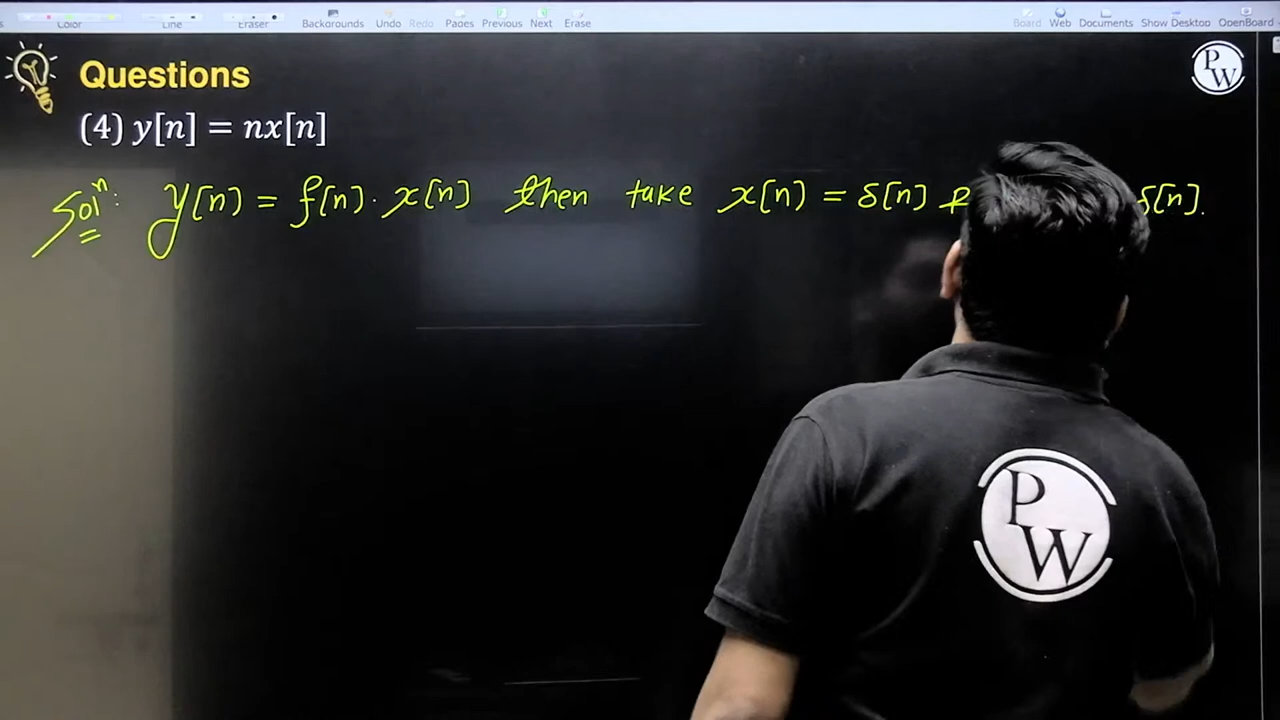 Color Line Eraser Backgrounds Undo Redo Pages Previous Next Erase Board Web Documents Show Desktop OpenBoard
Questions
PW
(4) y[n] = nx[n]
Solⁿ: y[n] = f[n]·x[n] then take x[n] = δ[n] δ[n].
PW